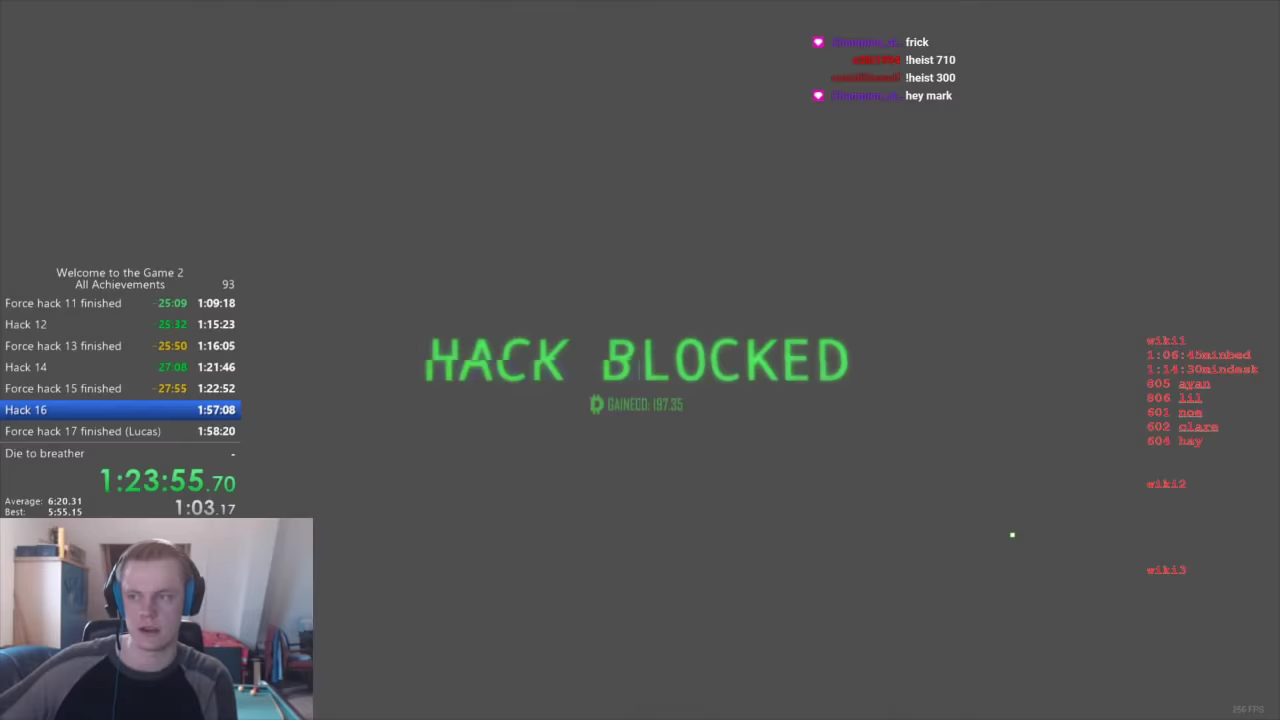 frick
!heist 710
!heist 300
hey mark
Welcome to the Game 2
All Achievements 93
Force hack 11 finished -25:09 1:09:18
Hack 12 -25:32 1:15:23
Force hack 13 finished -25:50 1:16:05
Hack 14 -27:08 1:21:46
Force hack 15 finished -27:55 1:22:52
Hack 16 1:57:08
Force hack 17 finished (Lucas) 1:58:20
Die to breather -
1:23:55.70
Average: 6:20.31
Best: 5:55.15
1:03.17
HACK BLOCKED
GAINED: 197.35
wiki1
1:06:45minbed
1:14:30mindesk
805 ayan
806 lil
601 noe
602 clare
604 hay
wiki2
wiki3
256 FPS